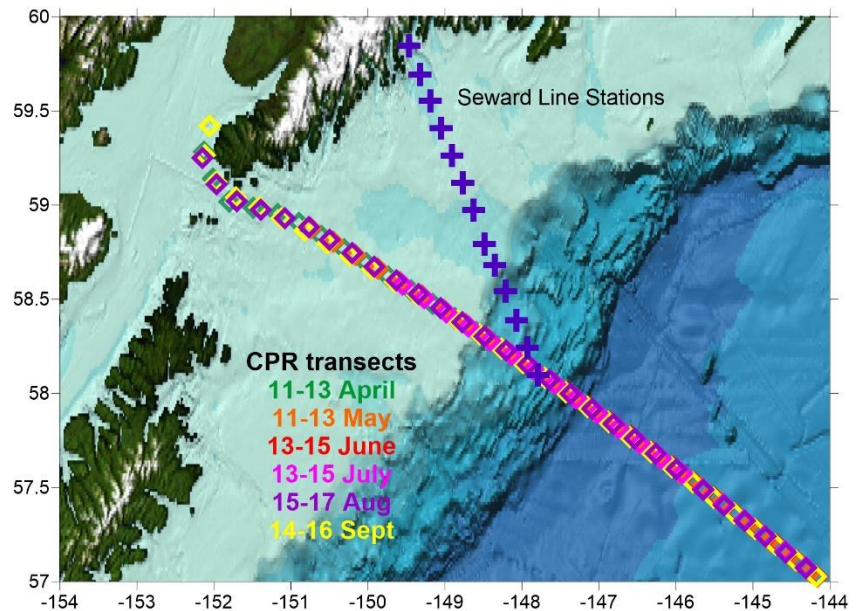 60
59.5
59
58.5
58
57.5
57
Seward Line Stations
CPR transects
11-13 April
11-13 May
13-15 June
13-15 July
15-17 Aug
14-16 Sept
-154 -153 -152 -151 -150 -149 -148 -147 -146 -145 -144